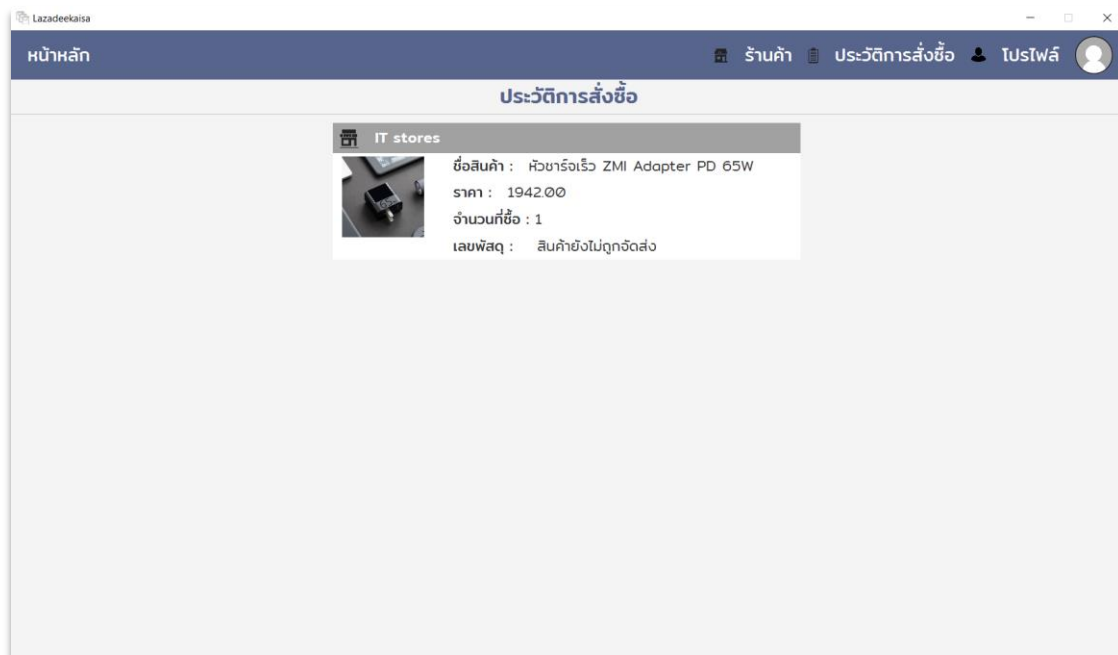 Lazadeekaisa
หน้าหลัก ร้านค้า ประวัติการสั่งซื้อ โปรไฟล์
ประวัติการสั่งซื้อ
IT stores
ชื่อสินค้า : หัวชาร์จเร็ว ZMI Adapter PD 65W
ราคา : 1942.00
จำนวนที่ซื้อ : 1
เลขพัสดุ : สินค้ายังไม่ถูกจัดส่ง